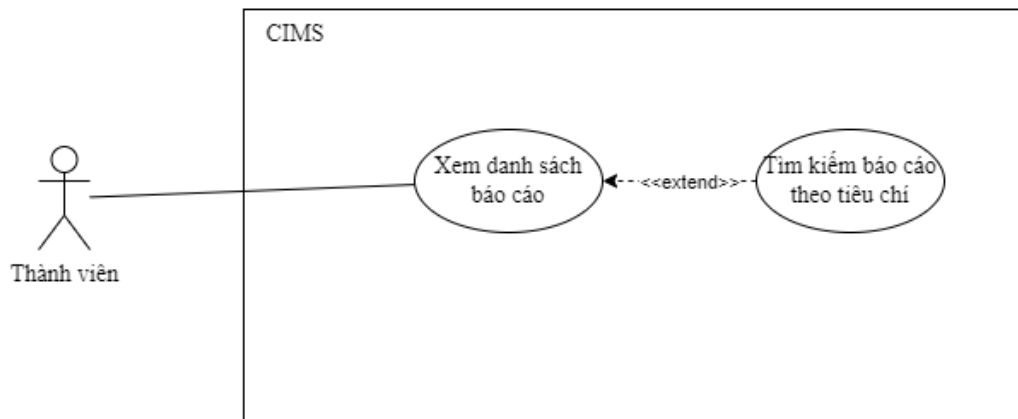 CIMS
Xem danh sách
báo cáo
<<extend>>
Tìm kiếm báo cáo
theo tiêu chí
Thành viên